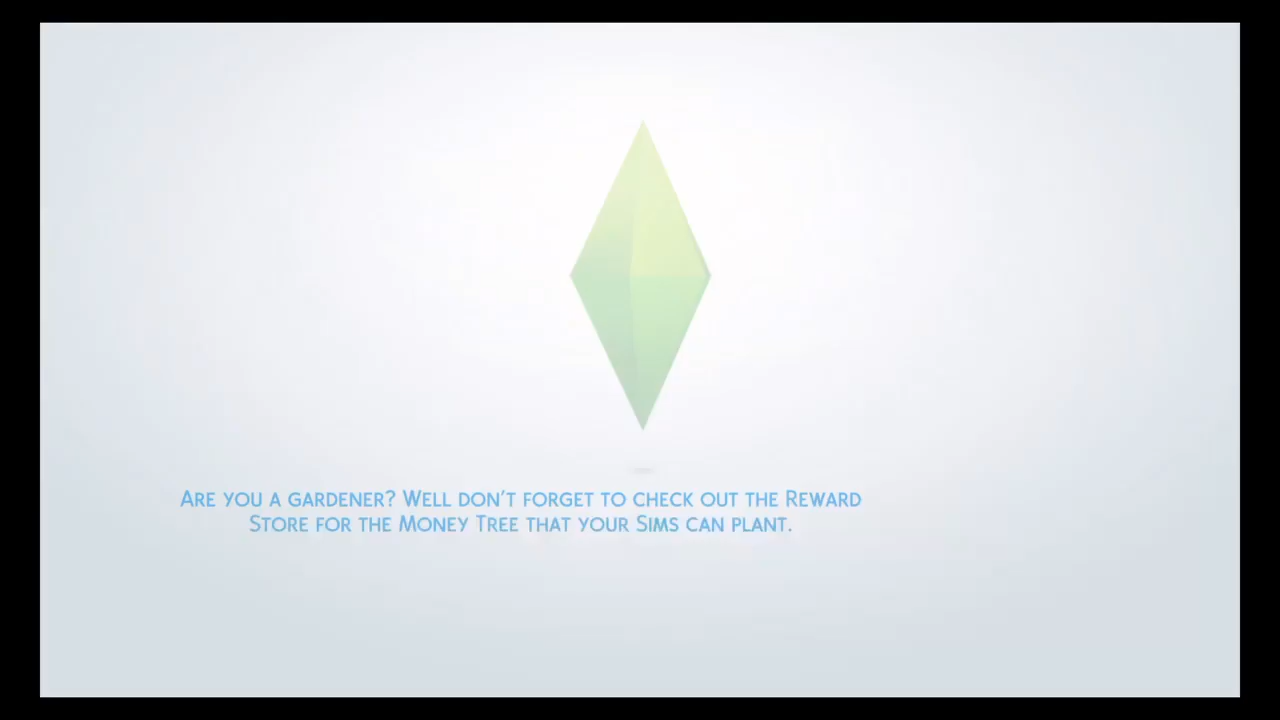 Are you a gardener? Well don't forget to check out the Reward
Store for the Money Tree that your Sims can plant.